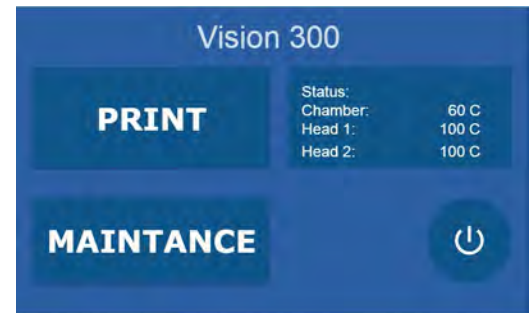 Vision 300
PRINT
Status:
Chamber: 60 C
Head 1: 100 C
Head 2: 100 C
MAINTANCE